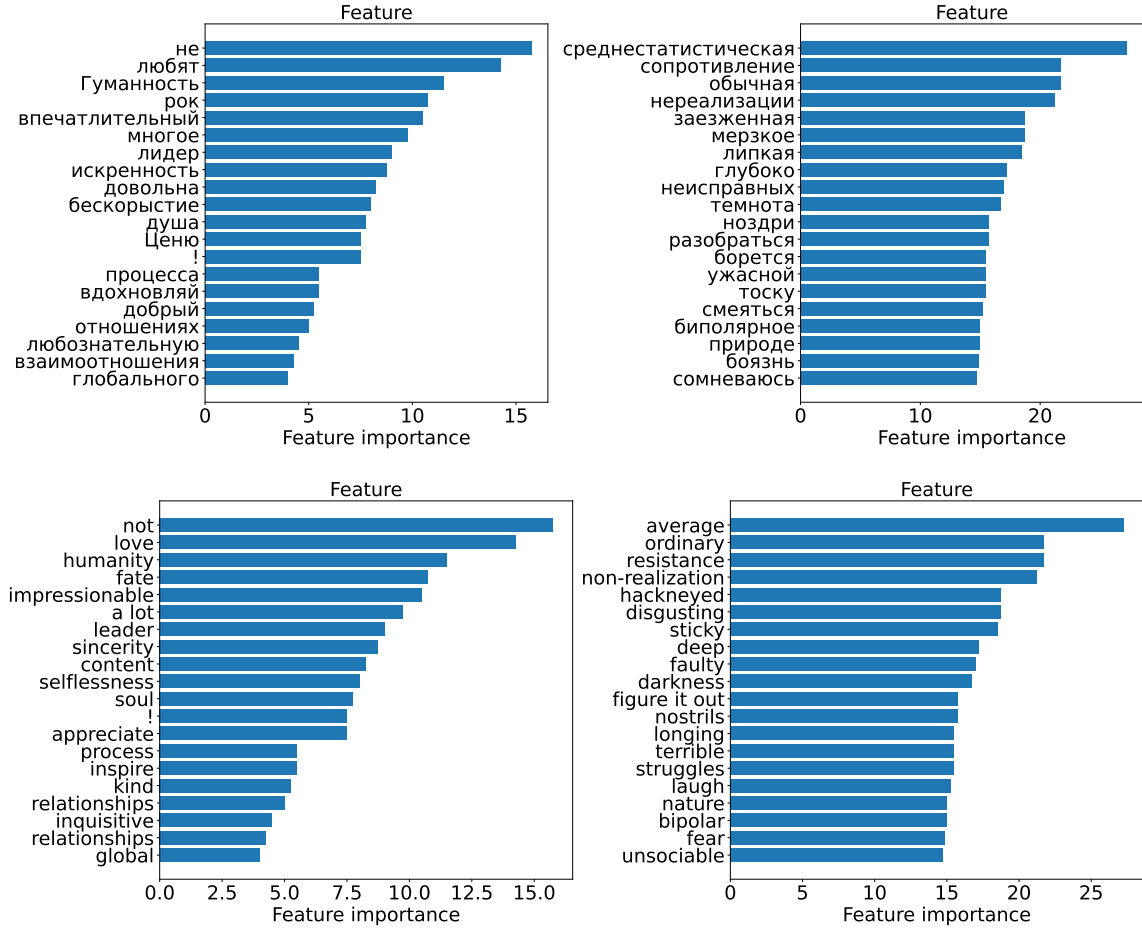 Feature
не
любят
Гуманность
рок
впечатлительный
многое
лидер
искренность
довольна
бескорыстие
душа
Ценю
!
процесса
вдохновляй
добрый
отношениях
любознательную
взаимоотношения
глобального
0 5 10 15
Feature importance
Feature
среднестатистическая
сопротивление
обычная
нереализации
заезженная
мерзкое
липкая
глубоко
неисправных
темнота
ноздри
разобраться
борется
ужасной
тоску
смеяться
биполярное
природе
боязнь
сомневаюсь
0 10 20
Feature importance
Feature
not
love
humanity
fate
impressionable
a lot
leader
sincerity
content
selflessness
soul
!
appreciate
process
inspire
kind
relationships
inquisitive
relationships
global
0.0 2.5 5.0 7.5 10.0 12.5 15.0
Feature importance
Feature
average
ordinary
resistance
non-realization
hackneyed
disgusting
sticky
deep
faulty
darkness
figure it out
nostrils
longing
terrible
struggles
laugh
nature
bipolar
fear
unsociable
0 5 10 15 20 25
Feature importance